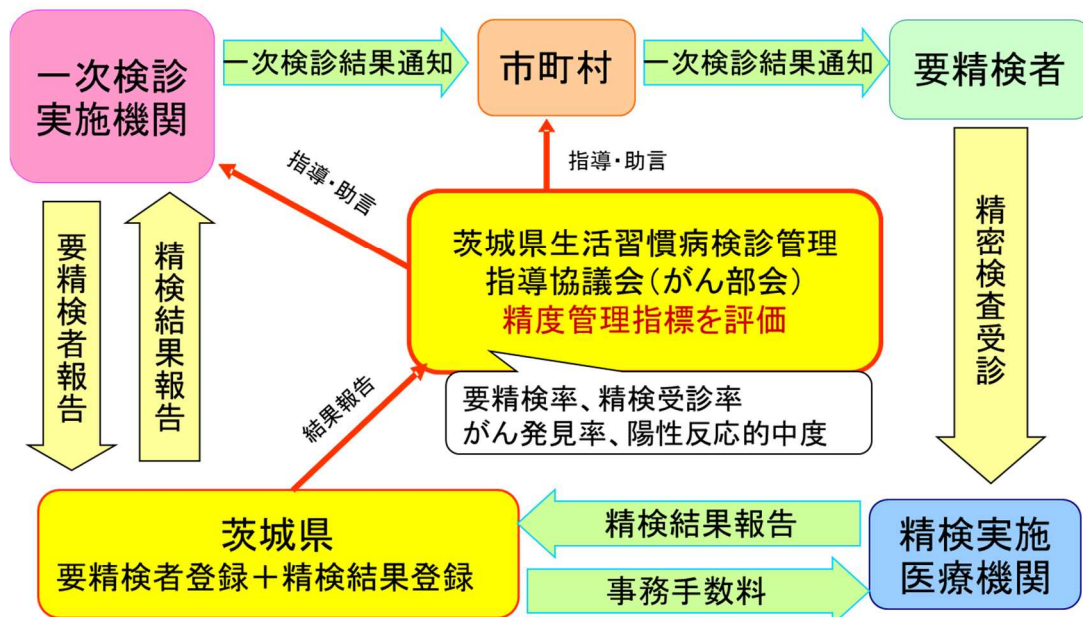 一次検診
実施機関
一次検診結果通知
市町村
一次検診結果通知
要精検者
指導・助言
指導・助言
茨城県生活習慣病検診管理
指導協議会(がん部会)
精度管理指標を評価
要精検率、精検受診率
がん発見率、陽性反応的中度
要精検者報告
精検結果報告
結果報告
精密検査受診
茨城県
要精検者登録＋精検結果登録
精検結果報告
事務手数料
精検実施
医療機関